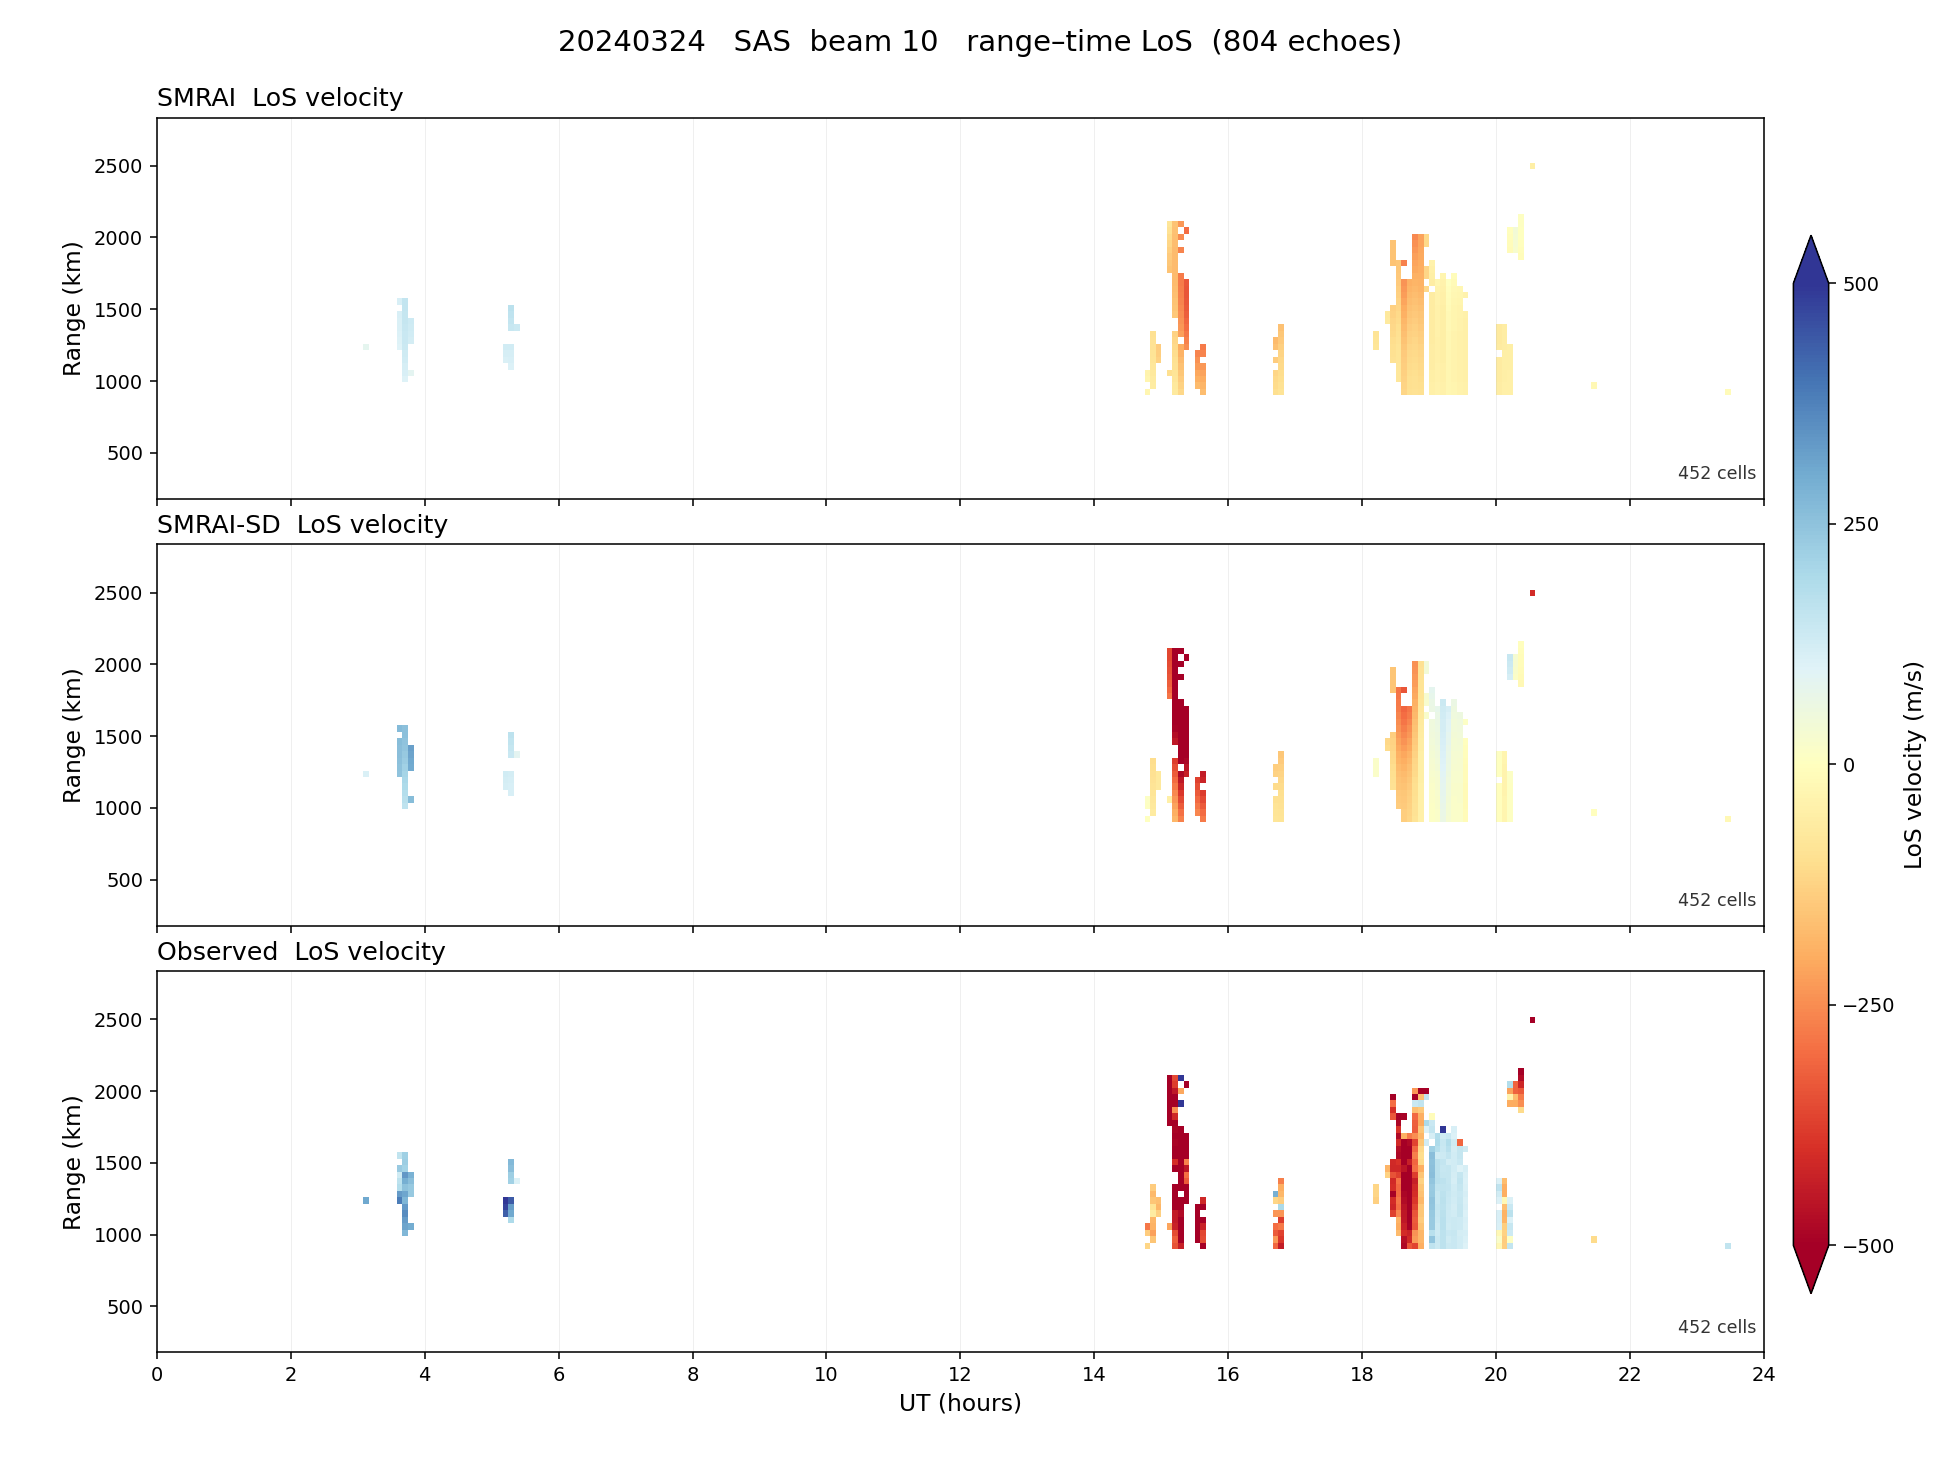 20240324   SAS  beam 10   range–time LoS  (804 echoes)
SMRAI  LoS velocity
2500
2000
1500
1000
500
Range (km)
452 cells
SMRAI-SD  LoS velocity
2500
2000
1500
1000
500
Range (km)
452 cells
Observed  LoS velocity
2500
2000
1500
1000
500
Range (km)
452 cells
0 2 4 6 8 10 12 14 16 18 20 22 24
UT (hours)
500
250
0
−250
−500
LoS velocity (m/s)